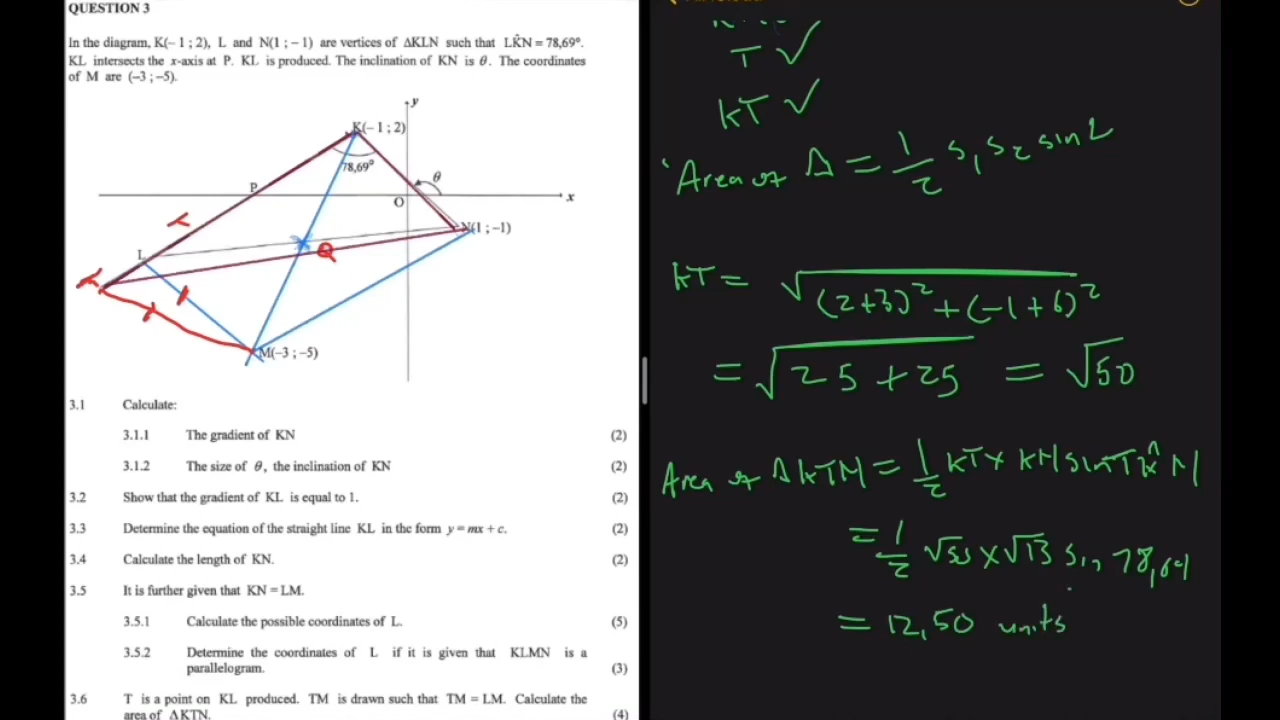 QUESTION 3
In the diagram, K(– 1 ; 2), L and N(1 ; – 1) are vertices of ΔKLN such that LK̂N = 78,69°.
KL intersects the x-axis at P. KL is produced. The inclination of KN is θ. The coordinates
of M are (–3 ; –5).
y
K(– 1 ; 2)
78,69°
θ
P
O
x
N(1 ; –1)
L
Q
M(–3 ; –5)
3.1 Calculate:
3.1.1 The gradient of KN (2)
3.1.2 The size of θ, the inclination of KN (2)
3.2 Show that the gradient of KL is equal to 1. (2)
3.3 Determine the equation of the straight line KL in the form y = mx + c. (2)
3.4 Calculate the length of KN. (2)
3.5 It is further given that KN = LM.
3.5.1 Calculate the possible coordinates of L. (5)
3.5.2 Determine the coordinates of L if it is given that KLMN is a
parallelogram. (3)
3.6 T is a point on KL produced. TM is drawn such that TM = LM. Calculate the
area of ΔKTN. (4)
T ✓
KT ✓
Area of Δ = 1/2 s₁ s₂ sin L
KT = √(2+3)² + (–1+6)²
= √25 + 25 = √50
Area of ΔKTN = 1/2 KT × KN sin TK̂N
= 1/2 √50 × √13 sin 78,69
= 12,50 units